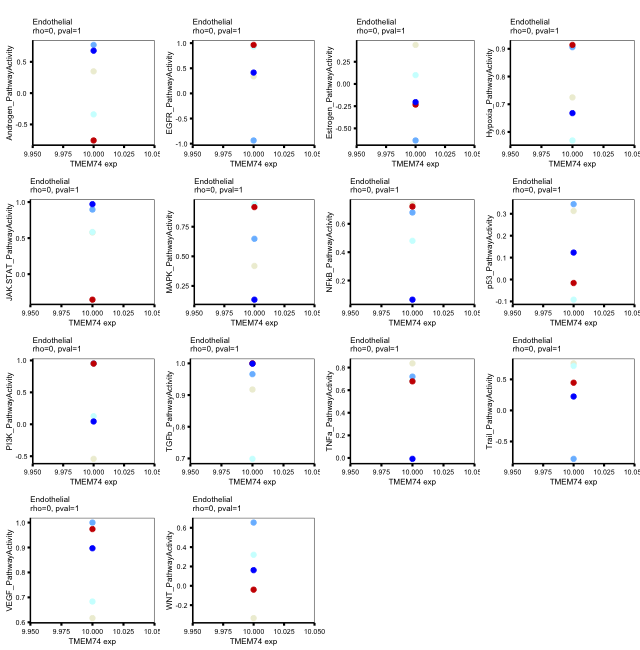 Endothelial
rho=0, pval=1
Androgen_PathwayActivity
0.5
0.0
-0.5
9.950 9.975 10.000 10.025 10.05
Endothelial
rho=0, pval=1
EGFR_PathwayActivity
1.0
0.5
0.0
-0.5
-1.0
9.950 9.975 10.000 10.025 10.05
Endothelial
rho=0, pval=1
Estrogen_PathwayActivity
0.25
0.00
-0.25
-0.50
9.950 9.975 10.000 10.025 10.05
Endothelial
rho=0, pval=1
Hypoxia_PathwayActivity
0.9
0.8
0.7
0.6
9.950 9.975 10.000 10.025 10.05
Endothelial
rho=0, pval=1
JAK.STAT_PathwayActivity
1.0
0.5
0.0
9.950 9.975 10.000 10.025 10.05
TMEM74 exp
Endothelial
rho=0, pval=1
MAPK_PathwayActivity
0.75
0.50
0.25
9.950 9.975 10.000 10.025 10.05
TMEM74 exp
Endothelial
rho=0, pval=1
NFkB_PathwayActivity
0.6
0.4
0.2
9.950 9.975 10.000 10.025 10.05
TMEM74 exp
Endothelial
rho=0, pval=1
p53_PathwayActivity
0.3
0.2
0.1
0.0
-0.1
9.950 9.975 10.000 10.025 10.05
TMEM74 exp
Endothelial
rho=0, pval=1
PI3K_PathwayActivity
1.0
0.5
0.0
-0.5
9.950 9.975 10.000 10.025 10.05
TMEM74 exp
Endothelial
rho=0, pval=1
TGFb_PathwayActivity
1.0
0.9
0.8
0.7
9.950 9.975 10.000 10.025 10.05
TMEM74 exp
Endothelial
rho=0, pval=1
TNFa_PathwayActivity
0.8
0.6
0.4
0.2
0.0
9.950 9.975 10.000 10.025 10.05
TMEM74 exp
Endothelial
rho=0, pval=1
Trail_PathwayActivity
0.5
0.0
-0.5
9.950 9.975 10.000 10.025 10.05
TMEM74 exp
Endothelial
rho=0, pval=1
VEGF_PathwayActivity
1.0
0.9
0.8
0.7
0.6
9.950 9.975 10.000 10.025 10.05
TMEM74 exp
Endothelial
rho=0, pval=1
WNT_PathwayActivity
0.6
0.4
0.2
0.0
-0.2
9.950 9.975 10.000 10.025 10.050
TMEM74 exp